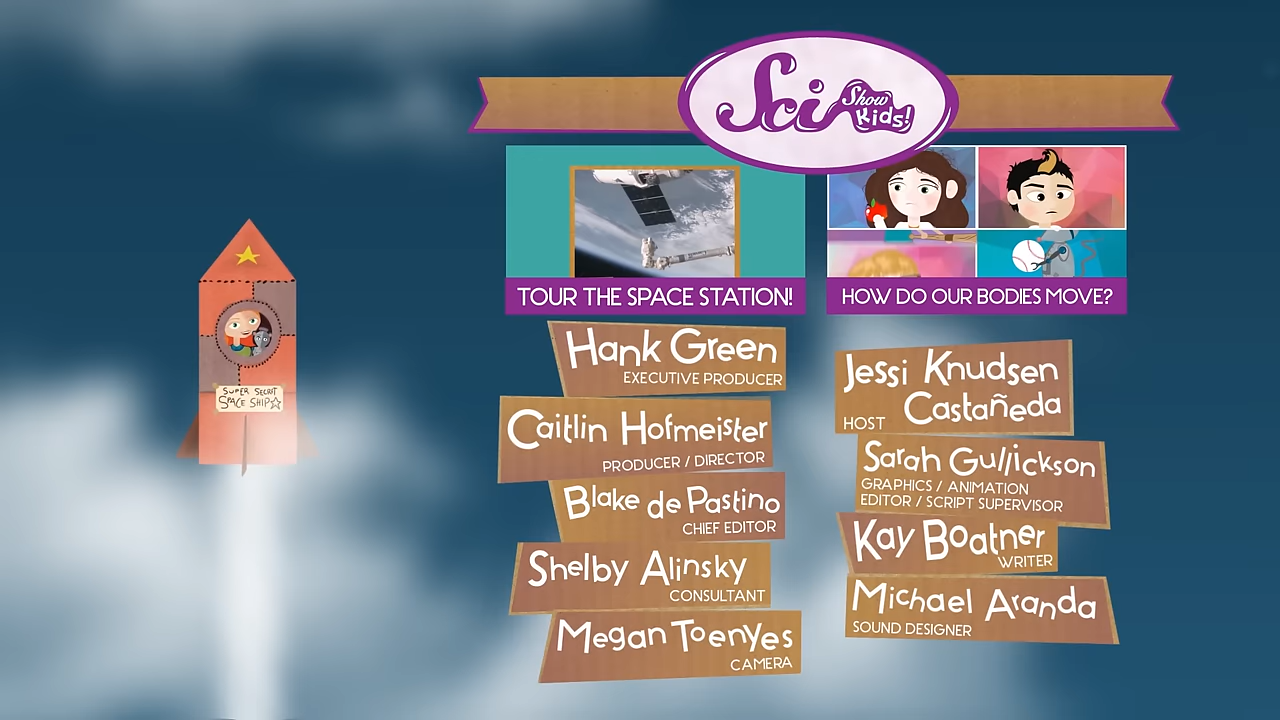 Sci Show Kids!
TOUR THE SPACE STATION!
HOW DO OUR BODIES MOVE?
SUPER SECRET
SPACE SHIP
Hank Green
EXECUTIVE PRODUCER
Caitlin Hofmeister
PRODUCER / DIRECTOR
Blake de Pastino
CHIEF EDITOR
Shelby Alinsky
CONSULTANT
Megan Toenyes
CAMERA
Jessi Knudsen
HOST Castañeda
Sarah Gullickson
GRAPHICS / ANIMATION
EDITOR / SCRIPT SUPERVISOR
Kay Boatner
WRITER
Michael Aranda
SOUND DESIGNER